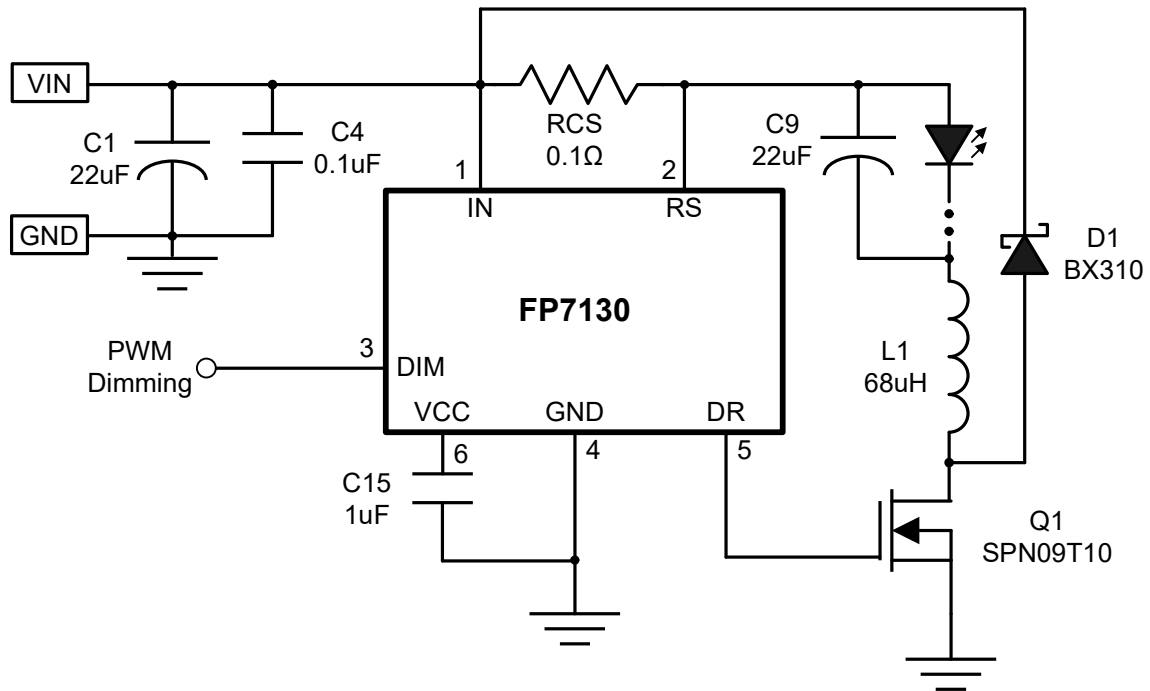 VIN
C1
22uF
C4
0.1uF
GND
RCS
0.1Ω
1
2
IN
RS
C9
22uF
D1
BX310
FP7130
PWM
Dimming
3
DIM
L1
68uH
VCC
GND
DR
6
4
5
C15
1uF
Q1
SPN09T10